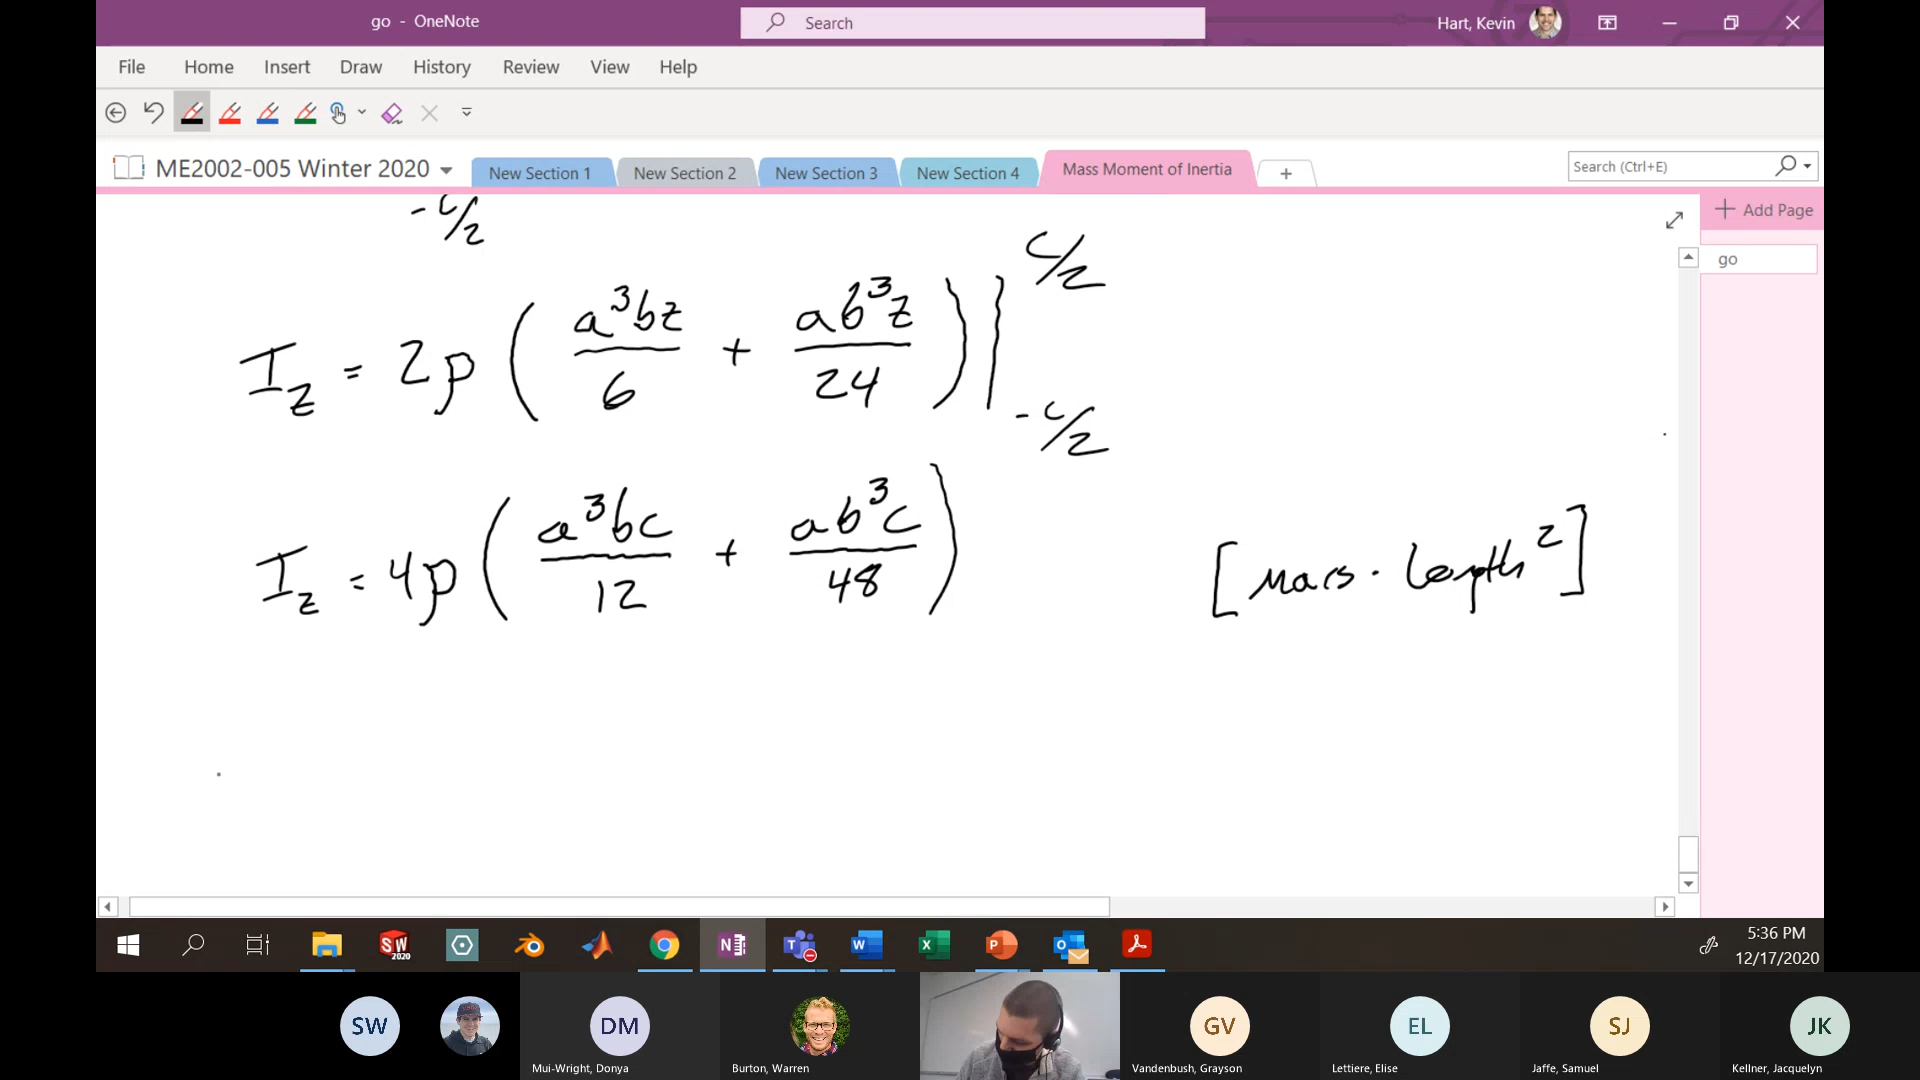 go - OneNote
Search
Hart, Kevin
File Home Insert Draw History Review View Help
ME2002-005 Winter 2020
New Section 1
New Section 2
New Section 3
New Section 4
Mass Moment of Inertia
+
Search (Ctrl+E)
+ Add Page
go
-c/2
I_z = 2ρ ( a³bz/6 + ab³z/24 ) | c/2 -c/2
I_z = 4ρ ( a³bc/12 + ab³c/48 ) [mass · length²]
SW 2020
N
T
W
X
P
O
5:36 PM
12/17/2020
SW
DM
GV
EL
SJ
JK
Mui-Wright, Donya
Burton, Warren
Vandenbush, Grayson
Lettiere, Elise
Jaffe, Samuel
Kellner, Jacquelyn